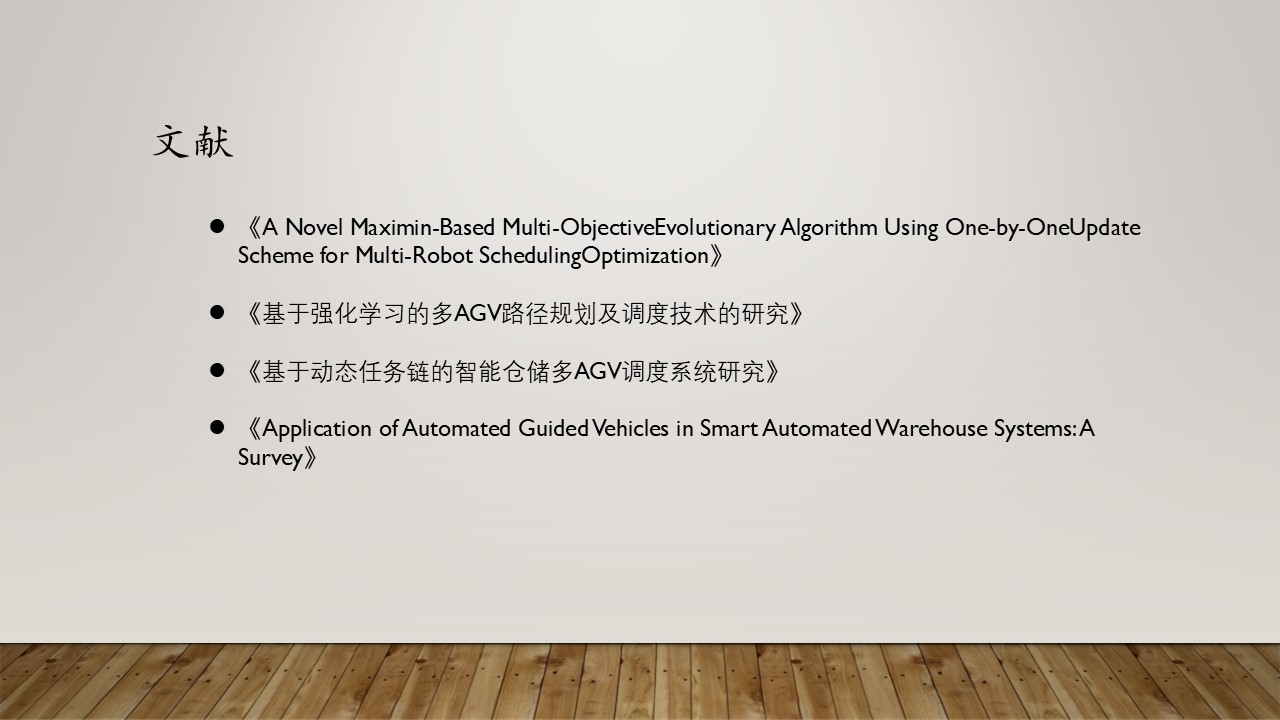 文献
● 《A Novel Maximin-Based Multi-ObjectiveEvolutionary Algorithm Using One-by-OneUpdate
Scheme for Multi-Robot SchedulingOptimization》
● 《基于强化学习的多AGV路径规划及调度技术的研究》
● 《基于动态任务链的智能仓储多AGV调度系统研究》
● 《Application of Automated Guided Vehicles in Smart Automated Warehouse Systems: A
Survey》